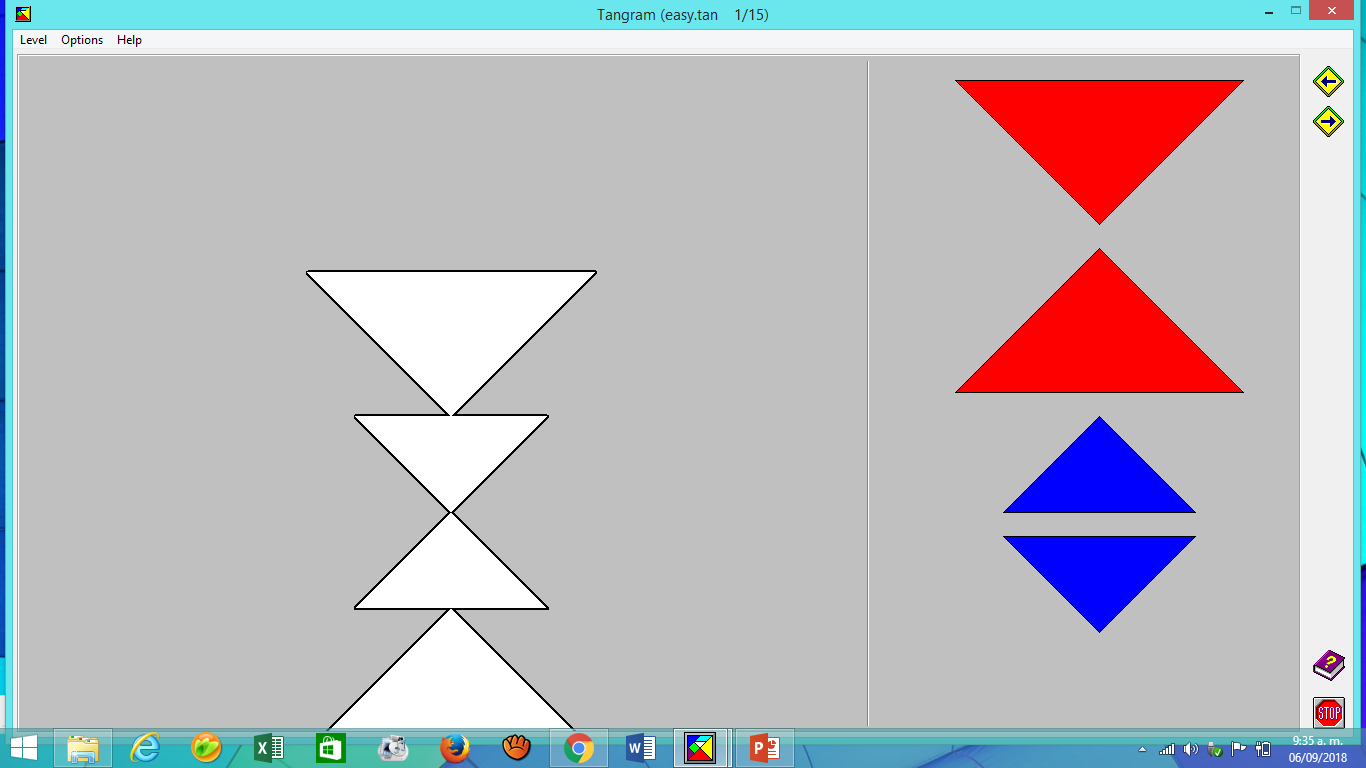 Tangram (easy.tan 1/15)
Level Options Help
?
STOP
9:35 a. m.
06/09/2018